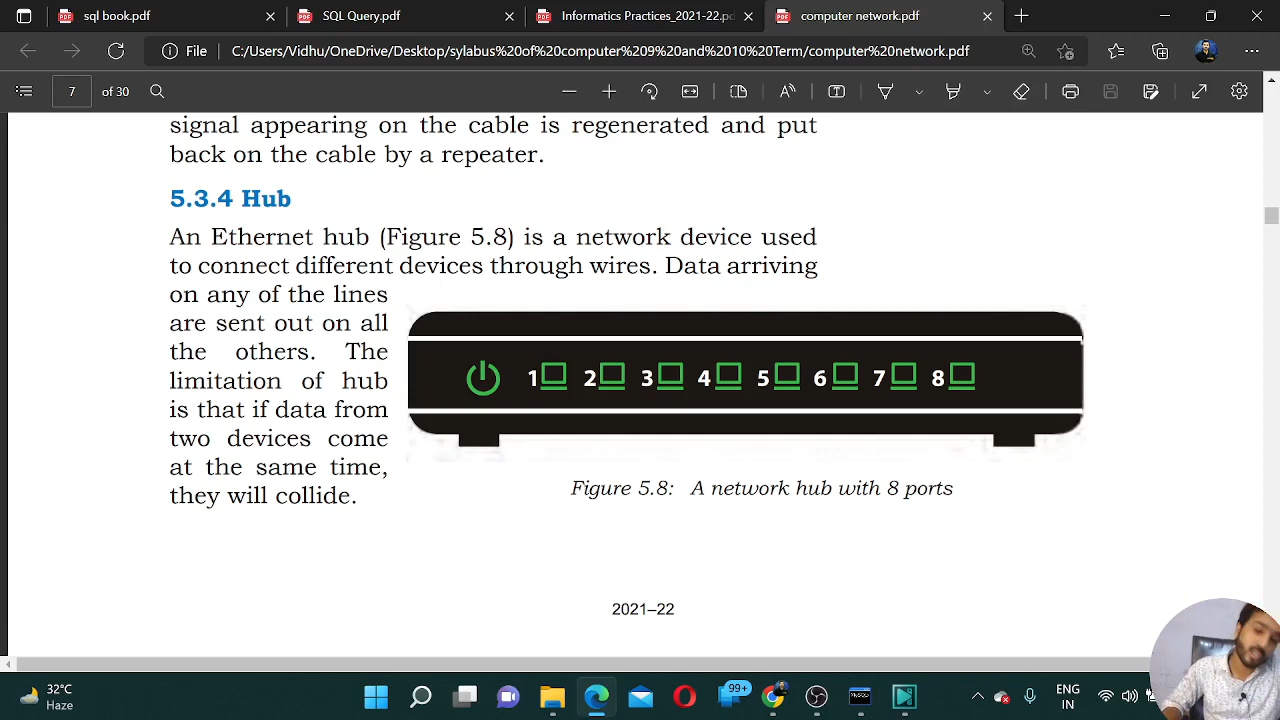 sql book.pdf
SQL Query.pdf
Informatics Practices_2021-22.pd
computer network.pdf
File
C:/Users/Vidhu/OneDrive/Desktop/sylabus%20of%20computer%209%20and%2010%20Term/computer%20network.pdf
7 of 30
signal appearing on the cable is regenerated and put
back on the cable by a repeater.
5.3.4 Hub
An Ethernet hub (Figure 5.8) is a network device used
to connect different devices through wires. Data arriving
on any of the lines
are sent out on all
the others. The
limitation of hub
is that if data from
two devices come
at the same time,
they will collide.
1 2 3 4 5 6 7 8
Figure 5.8: A network hub with 8 ports
2021–22
32°C
Haze
99+
ENG
IN